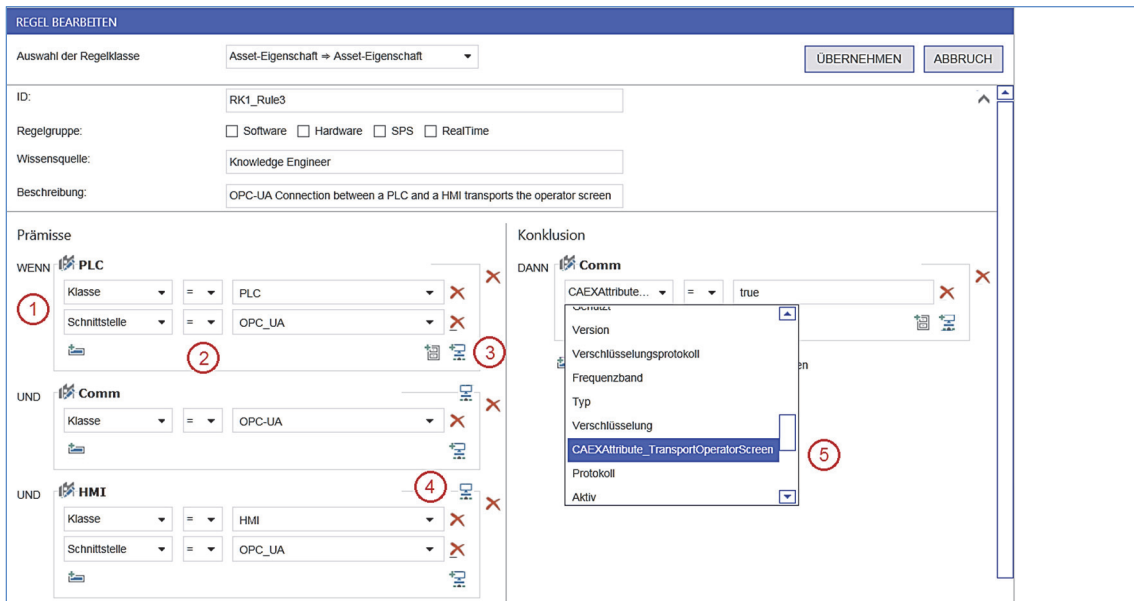 REGEL BEARBEITEN
Auswahl der Regelklasse Asset-Eigenschaft ⇒ Asset-Eigenschaft ÜBERNEHMEN ABBRUCH
ID: RK1_Rule3
Regelgruppe: Software Hardware SPS RealTime
Wissensquelle: Knowledge Engineer
Beschreibung: OPC-UA Connection between a PLC and a HMI transports the operator screen
Prämisse
WENN PLC
1
Klasse = PLC
Schnittstelle = OPC_UA
2
3
UND Comm
Klasse = OPC-UA
4
UND HMI
Klasse = HMI
Schnittstelle = OPC_UA
Konklusion
DANN Comm
CAEXAttribute... = true
Version
Verschlüsselungsprotokoll
Frequenzband
Typ
Verschlüsselung
CAEXAttribute_TransportOperatorScreen
5
Protokoll
Aktiv